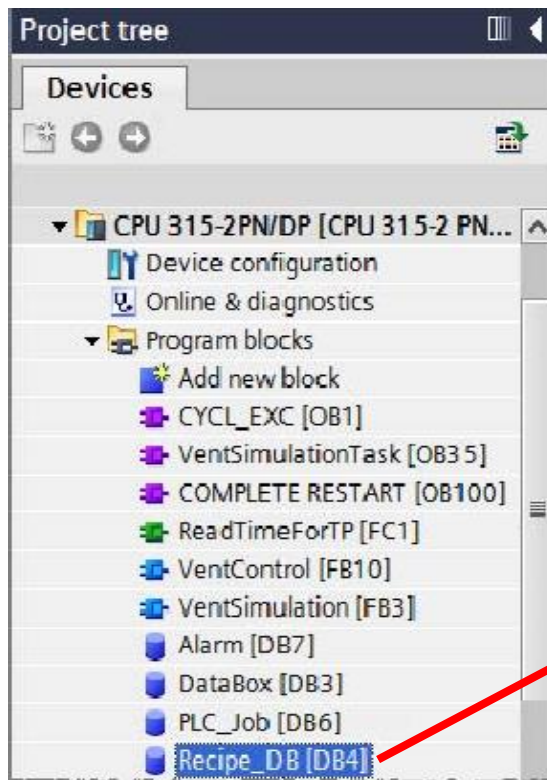 Project tree
Devices
CPU 315-2PN/DP [CPU 315-2 PN...
Device configuration
Online & diagnostics
Program blocks
Add new block
CYCL_EXC [OB1]
VentSimulationTask [OB35]
COMPLETE RESTART [OB100]
ReadTimeForTP [FC1]
VentControl [FB10]
VentSimulation [FB3]
Alarm [DB7]
DataBox [DB3]
PLC_Job [DB6]
Recipe_DB [DB4]